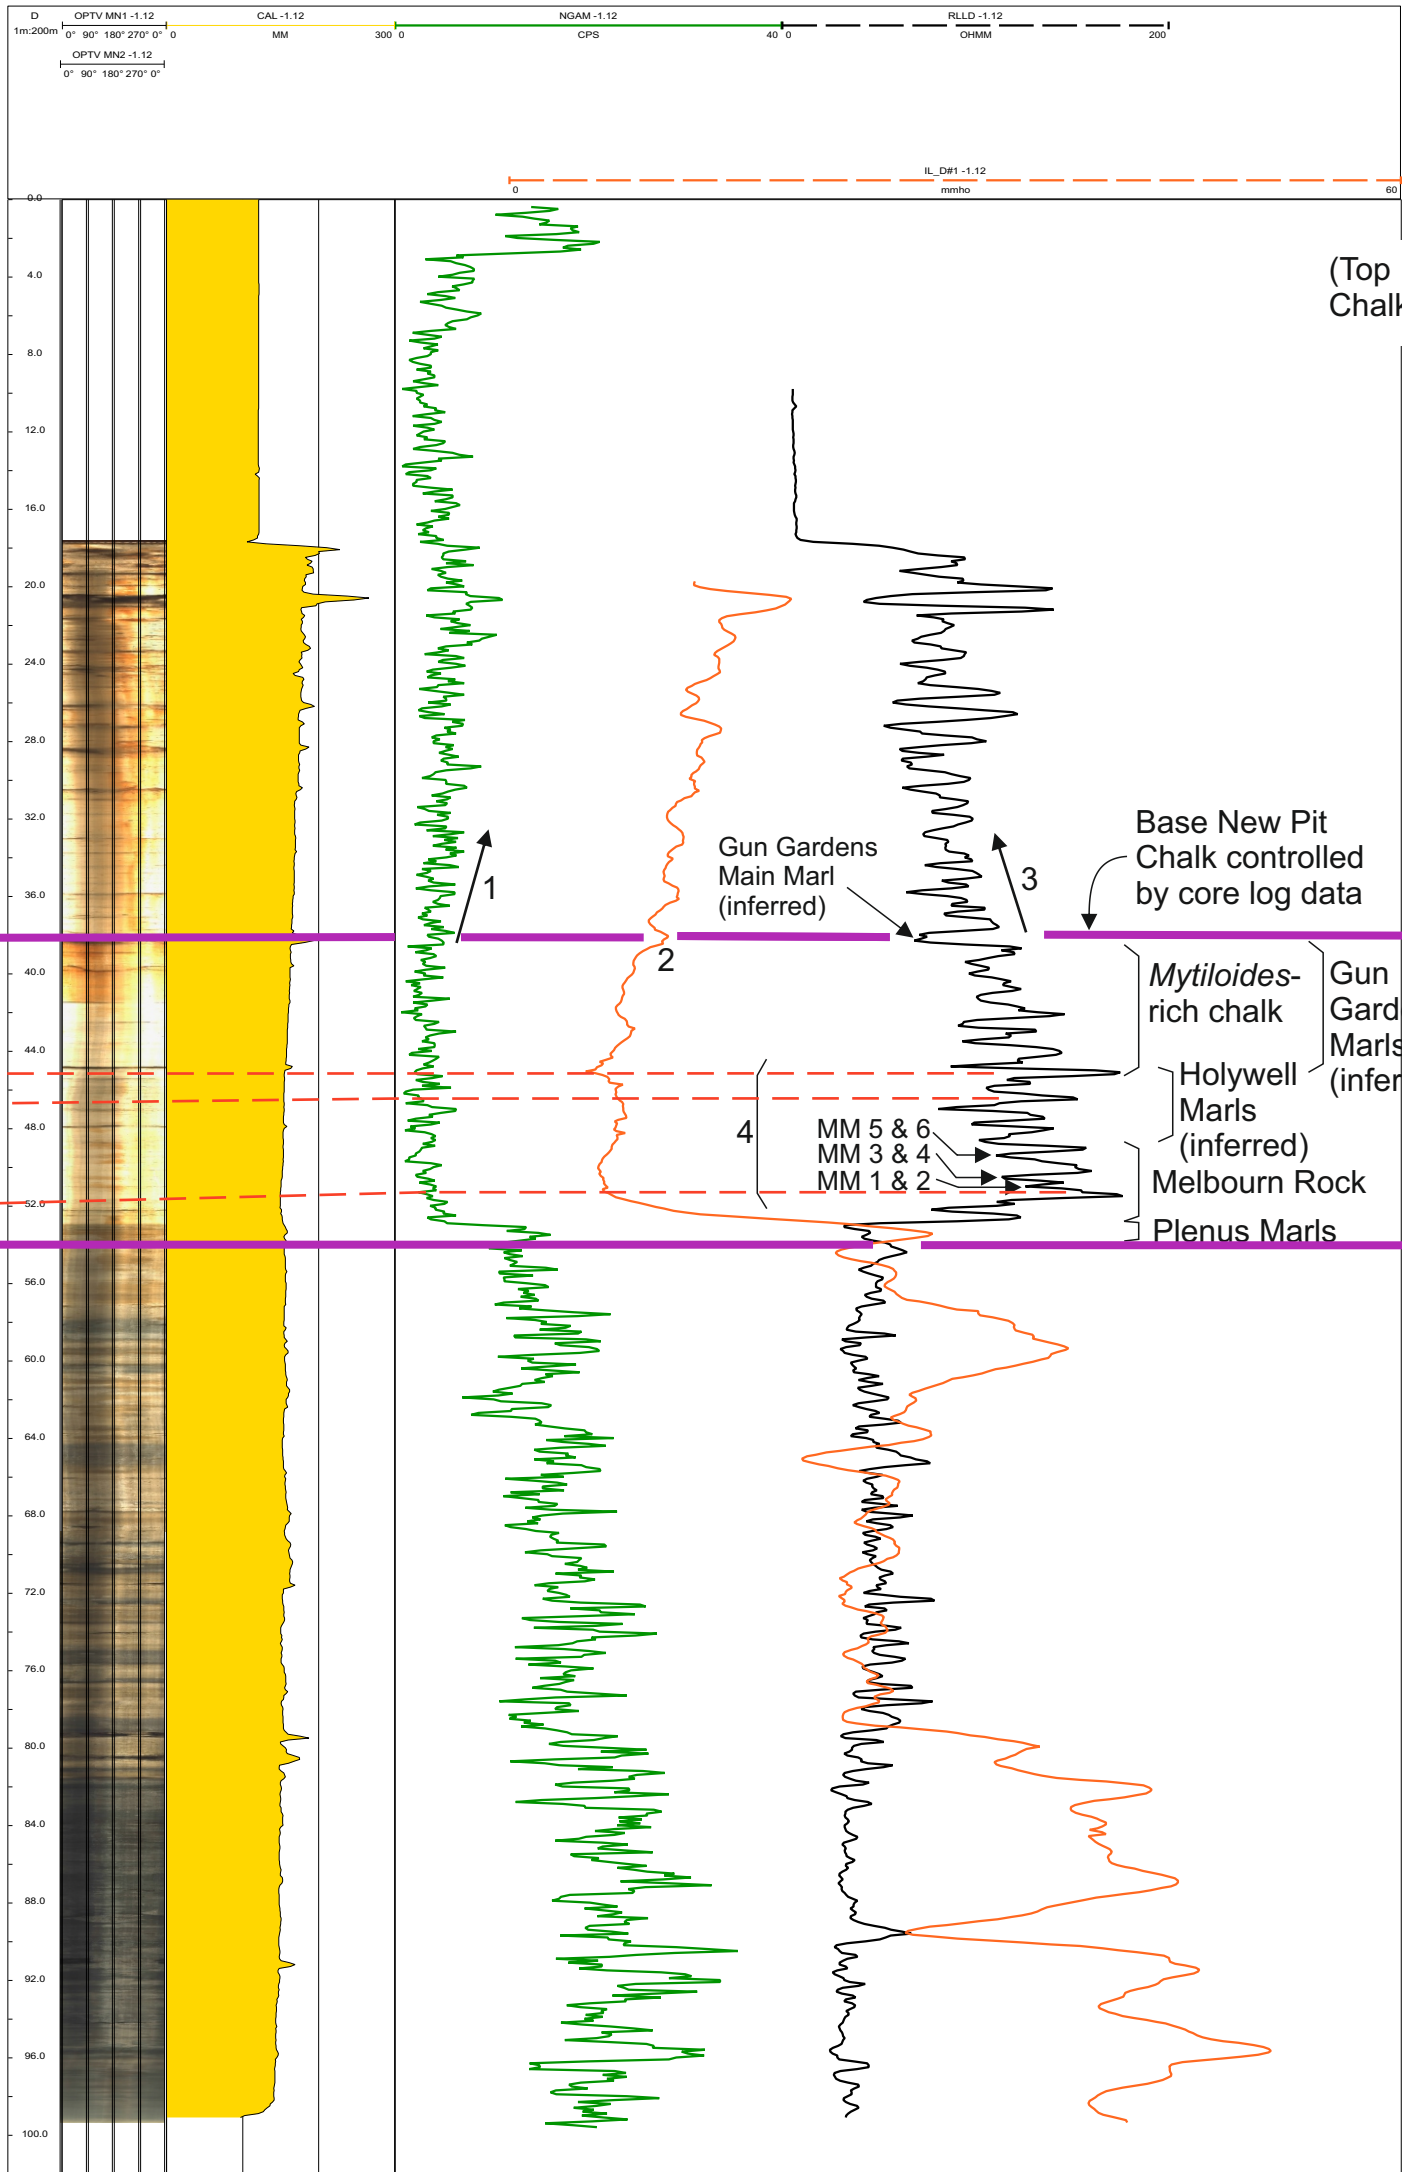 D
OPTV MN1 -1.12
CAL -1.12
NGAM -1.12
RLLD -1.12
1m:200m
0° 90° 180° 270° 0°
0 MM 300
0 CPS 40
0 OHMM 200
OPTV MN2 -1.12
0° 90° 180° 270° 0°
IL_D#1 -1.12
0 mmho 60
0.0
(Top
Chalk
4.0
8.0
12.0
16.0
20.0
24.0
28.0
32.0
36.0
40.0
44.0
48.0
52.0
56.0
60.0
64.0
68.0
72.0
76.0
80.0
84.0
88.0
92.0
96.0
100.0
1
2
3
4
Gun Gardens
Main Marl
(inferred)
Base New Pit
Chalk controlled
by core log data
Mytiloides-
rich chalk
Gun
Gard
Marls
(infer
Holywell
Marls
(inferred)
MM 5 & 6
MM 3 & 4
MM 1 & 2
Melbourn Rock
Plenus Marls